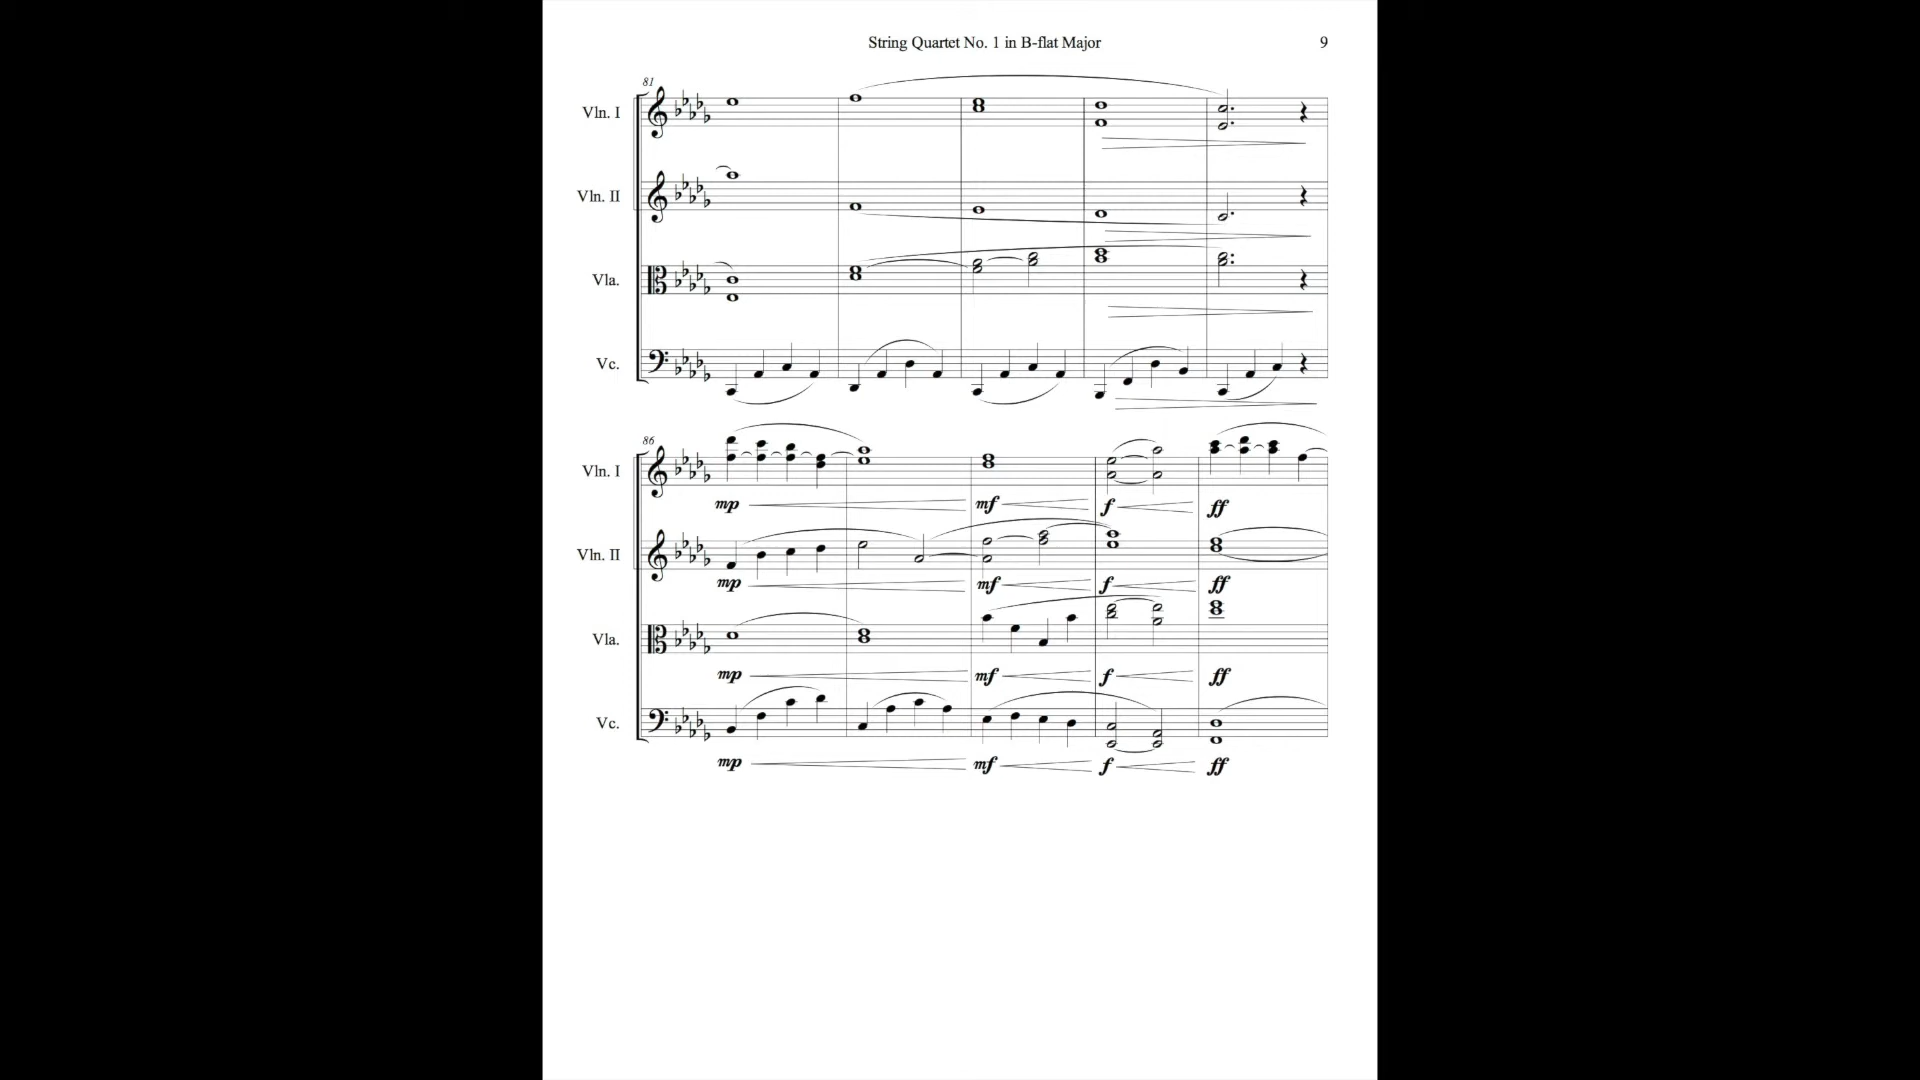 String Quartet No. 1 in B-flat Major 9
81
Vln. I
Vln. II
Vla.
Vc.
86
Vln. I
mp mf f ff
Vln. II
mp mf f ff
Vla.
mp mf f ff
Vc.
mp mf f ff